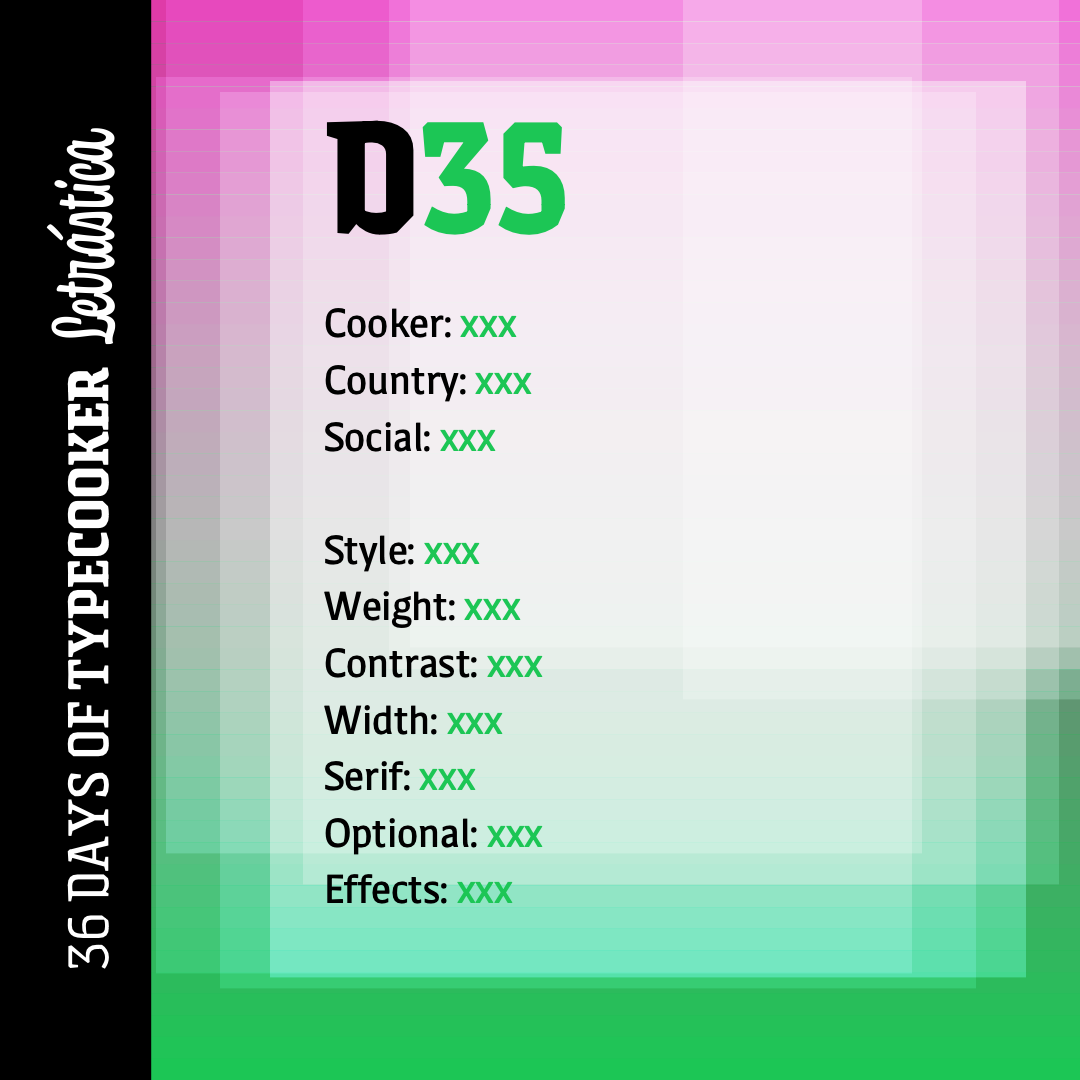 36 DAYS OF TYPECOOKER Letrástica
D35
Cooker: xxx
Country: xxx
Social: xxx
Style: xxx
Weight: xxx
Contrast: xxx
Width: xxx
Serif: xxx
Optional: xxx
Effects: xxx